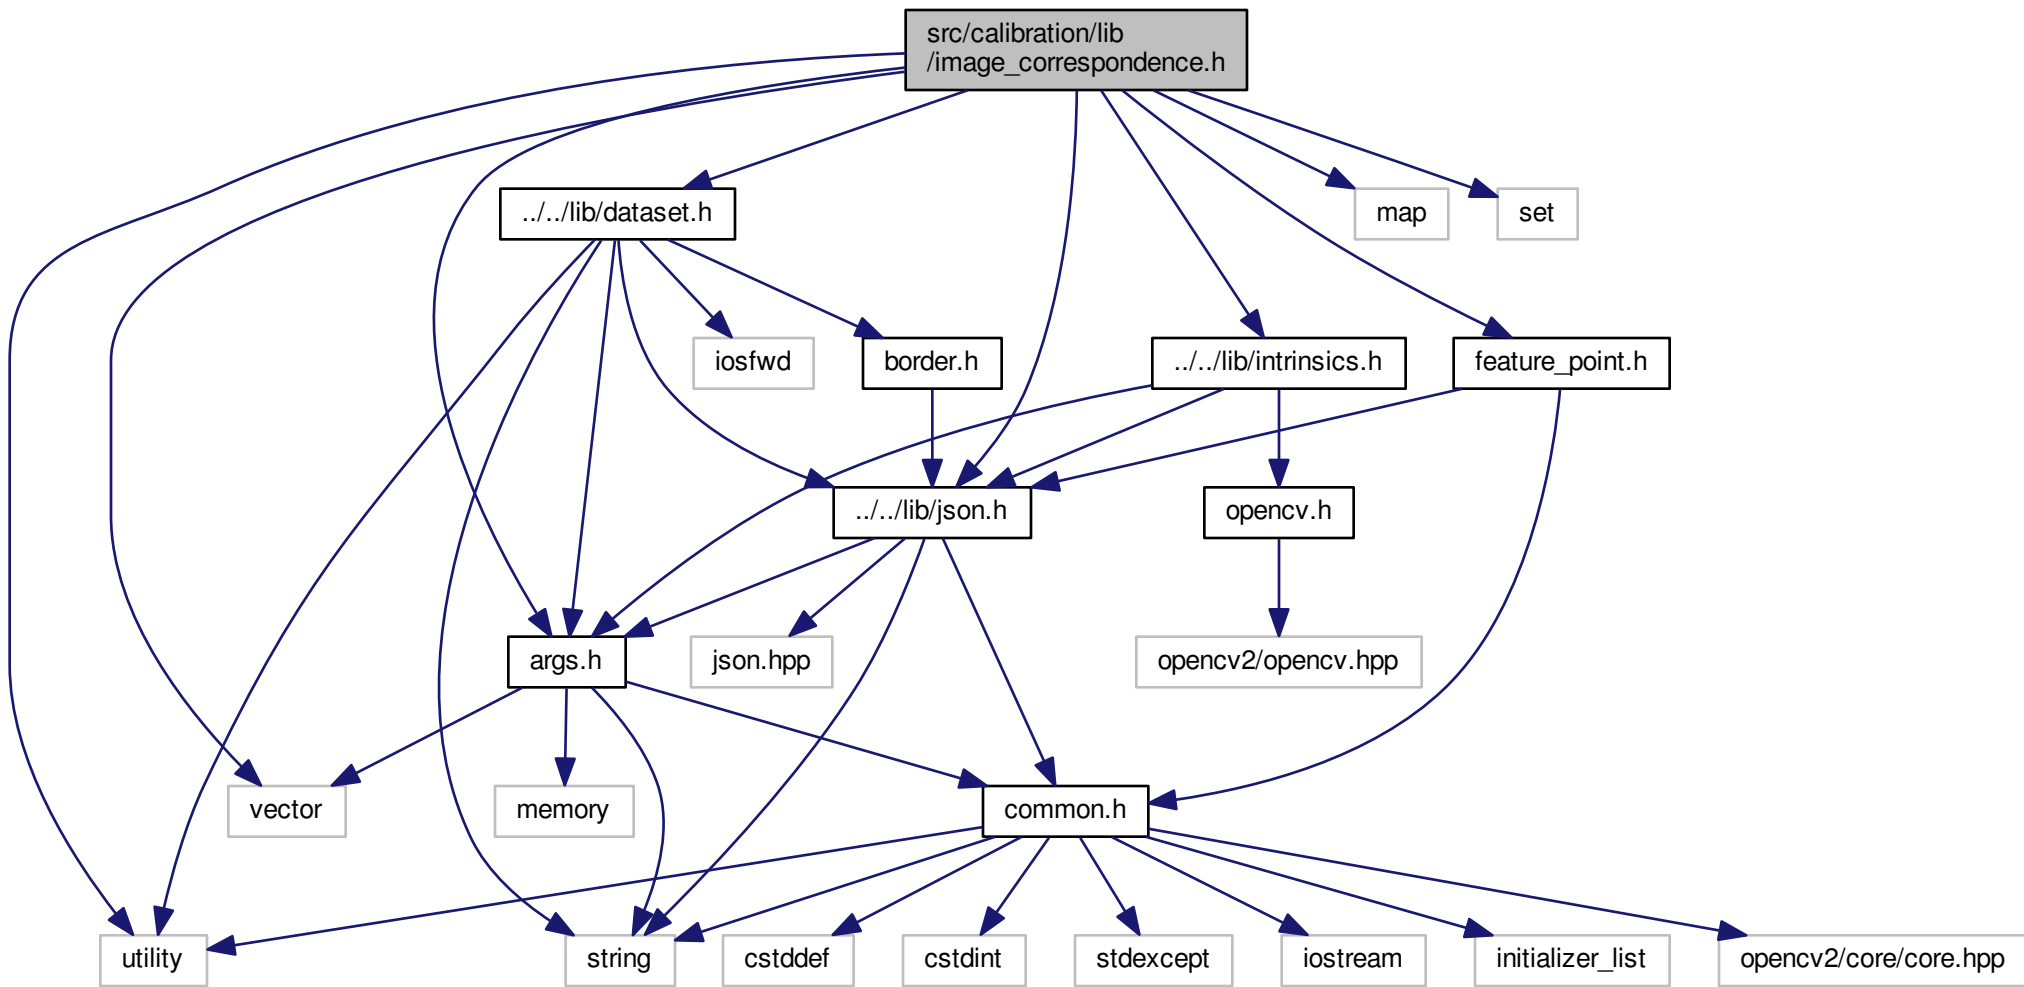 src/calibration/lib
/image_correspondence.h
../../lib/dataset.h
map
set
iosfwd
border.h
../../lib/intrinsics.h
feature_point.h
../../lib/json.h
opencv.h
args.h
json.hpp
opencv2/opencv.hpp
vector
memory
common.h
utility
string
cstddef
cstdint
stdexcept
iostream
initializer_list
opencv2/core/core.hpp